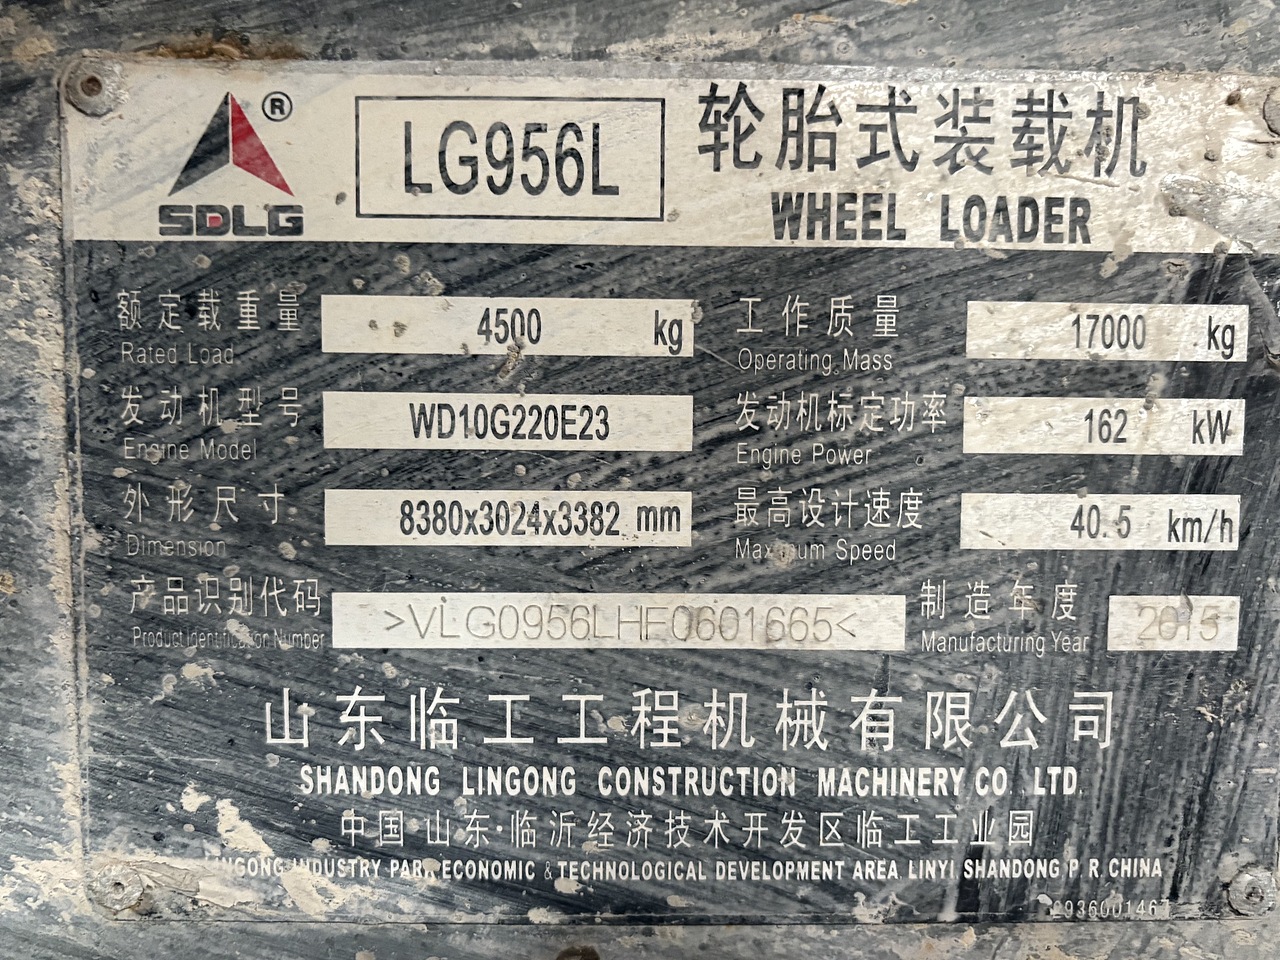 ®
SDLG
LG956L
轮胎式装载机
WHEEL LOADER
额定载重量 4500 kg 工作质量 17000 kg
Rated Load Operating Mass
发动机型号 WD10G220E23 发动机标定功率 162 kW
Engine Model Engine Power
外形尺寸 8380x3024x3382 mm 最高设计速度 40.5 km/h
Dimension Maximum Speed
产品识别代码 >VLG0956LHF0601665< 制造年度 2015
Product Identification Number Manufacturing Year
山东临工工程机械有限公司
SHANDONG LINGONG CONSTRUCTION MACHINERY CO. LTD.
中国·山东·临沂经济技术开发区临工工业园
LINGONG INDUSTRY PARK ECONOMIC & TECHNOLOGICAL DEVELOPMENT AREA LINYI SHANDONG P. R. CHINA
2936001467